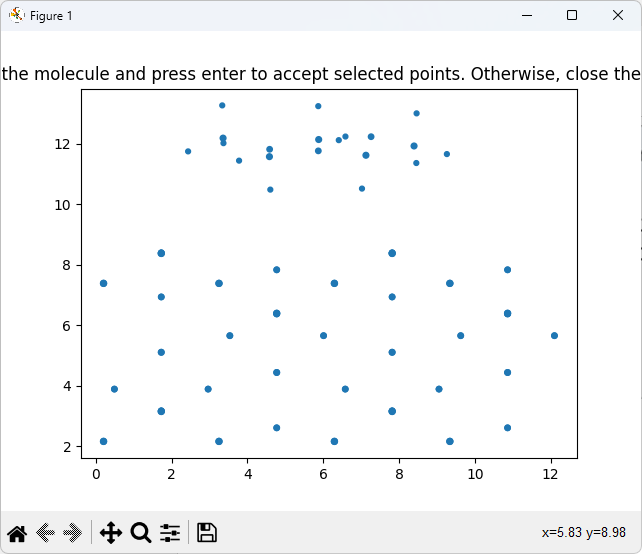 Figure 1
the molecule and press enter to accept selected points. Otherwise, close the
12
10
8
6
4
2
0 2 4 6 8 10 12
x=5.83 y=8.98